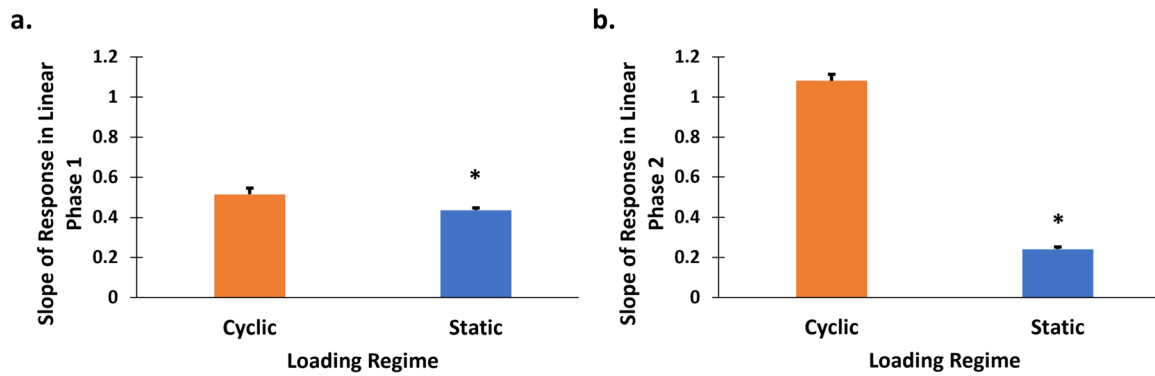 a.
Slope of Response in Linear
Phase 1
1.2
1
0.8
0.6
0.4
0.2
0
*
Cyclic
Static
Loading Regime
b.
Slope of Response in Linear
Phase 2
1.2
1
0.8
0.6
0.4
0.2
0
*
Cyclic
Static
Loading Regime